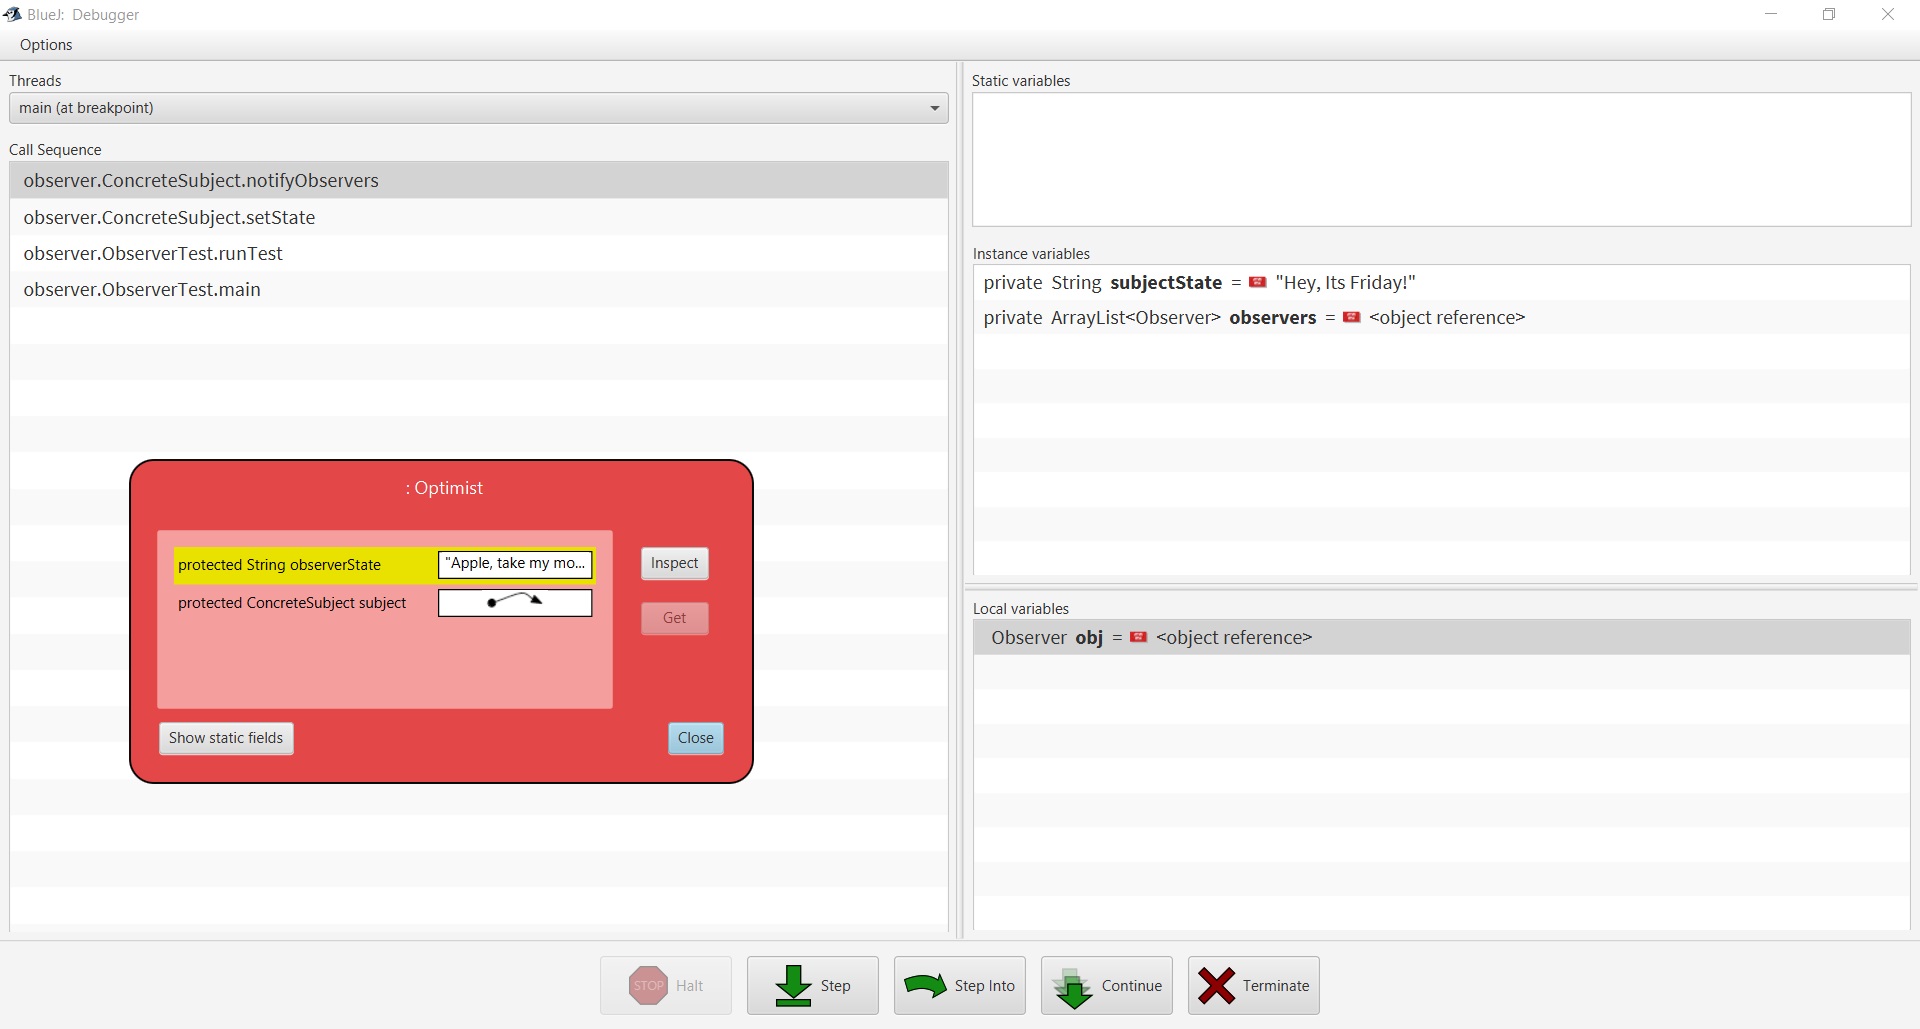 BlueJ: Debugger
Options
Threads
main (at breakpoint)
Call Sequence
observer.ConcreteSubject.notifyObservers
observer.ConcreteSubject.setState
observer.ObserverTest.runTest
observer.ObserverTest.main
: Optimist
protected String observerState "Apple, take my mo...
protected ConcreteSubject subject
Inspect
Get
Show static fields
Close
Static variables
Instance variables
private String subjectState = "Hey, Its Friday!"
private ArrayList<Observer> observers = <object reference>
Local variables
Observer obj = <object reference>
STOP Halt
Step
Step Into
Continue
Terminate